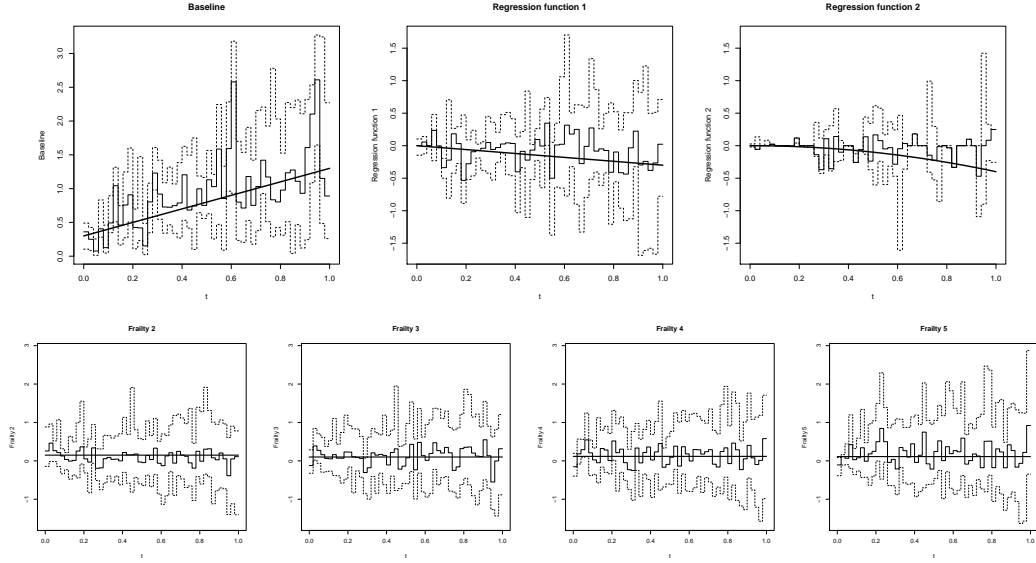 Baseline
Baseline
0.0 0.5 1.0 1.5 2.0 2.5 3.0
0.0 0.2 0.4 0.6 0.8 1.0
t
Regression function 1
Regression function 1
−1.5 −1.0 −0.5 0.0 0.5 1.0 1.5
0.0 0.2 0.4 0.6 0.8 1.0
t
Regression function 2
Regression function 2
−1.5 −1.0 −0.5 0.0 0.5 1.0 1.5
0.0 0.2 0.4 0.6 0.8 1.0
t
Frailty 2
Frailty 2
−1 0 1 2 3
0.0 0.2 0.4 0.6 0.8 1.0
t
Frailty 3
Frailty 3
−1 0 1 2 3
0.0 0.2 0.4 0.6 0.8 1.0
t
Frailty 4
Frailty 4
−1 0 1 2 3
0.0 0.2 0.4 0.6 0.8 1.0
t
Frailty 5
Frailty 5
−1 0 1 2 3
0.0 0.2 0.4 0.6 0.8 1.0
t